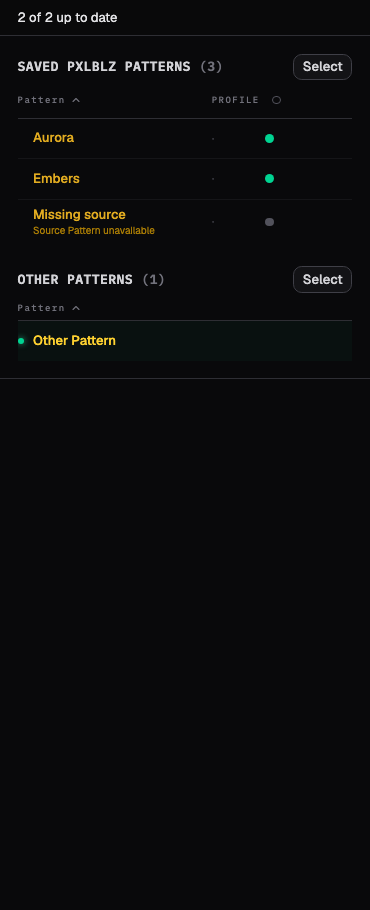 2 of 2 up to date
SAVED PXLBLZ PATTERNS (3)
Select
Pattern
PROFILE
Aurora
Embers
Missing source
Source Pattern unavailable
OTHER PATTERNS (1)
Select
Pattern
Other Pattern